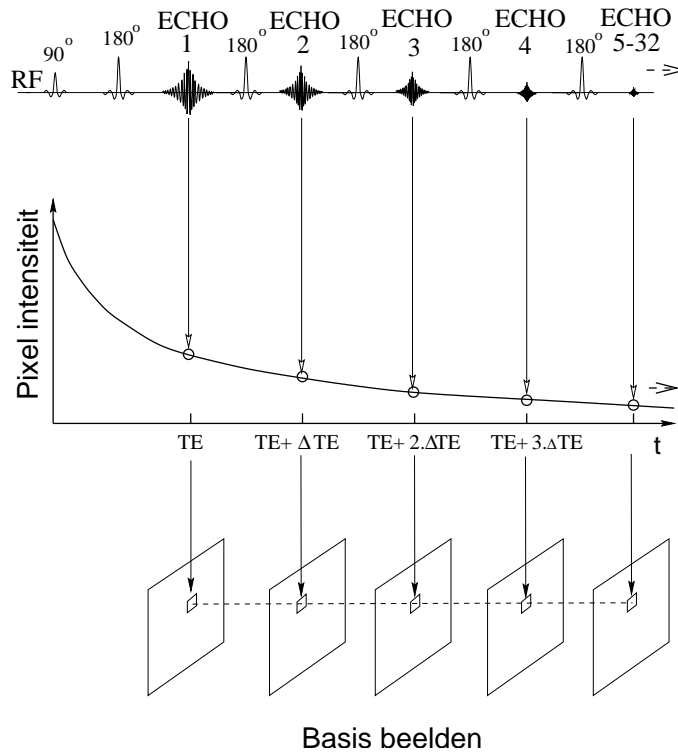 ECHO ECHO ECHO ECHO ECHO
90° 180° 1 180° 2 180° 3 180° 4 180° 5-32
RF
Pixel intensiteit
TE TE+ Δ TE TE+ 2.ΔTE TE+ 3.ΔTE t
Basis beelden